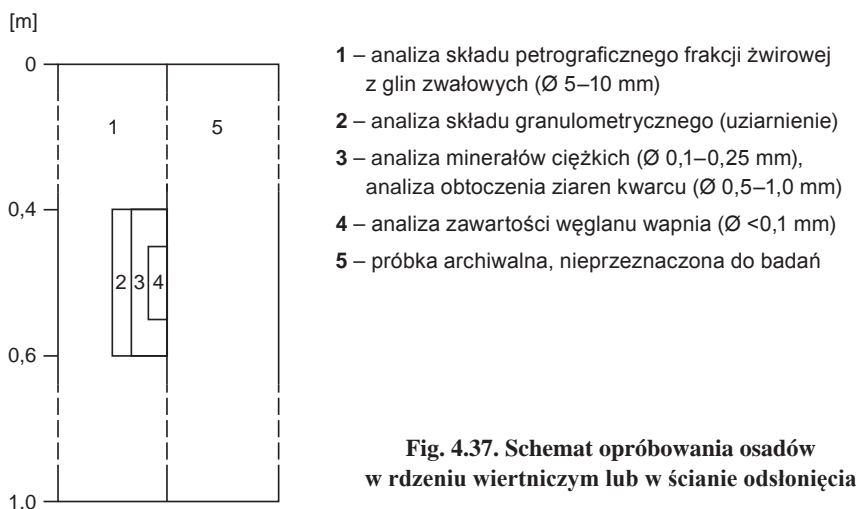 [m]
0
0,4
0,6
1,0
1
5
2
3
4
1 – analiza składu petrograficznego frakcji żwirowej
z glin zwałowych (Ø 5–10 mm)
2 – analiza składu granulometrycznego (uziarnienie)
3 – analiza minerałów ciężkich (Ø 0,1–0,25 mm),
analiza obtoczenia ziaren kwarcu (Ø 0,5–1,0 mm)
4 – analiza zawartości węglanu wapnia (Ø <0,1 mm)
5 – próbka archiwalna, nieprzeznaczona do badań
Fig. 4.37. Schemat opróbowania osadów
w rdzeniu wiertniczym lub w ścianie odsłonięcia